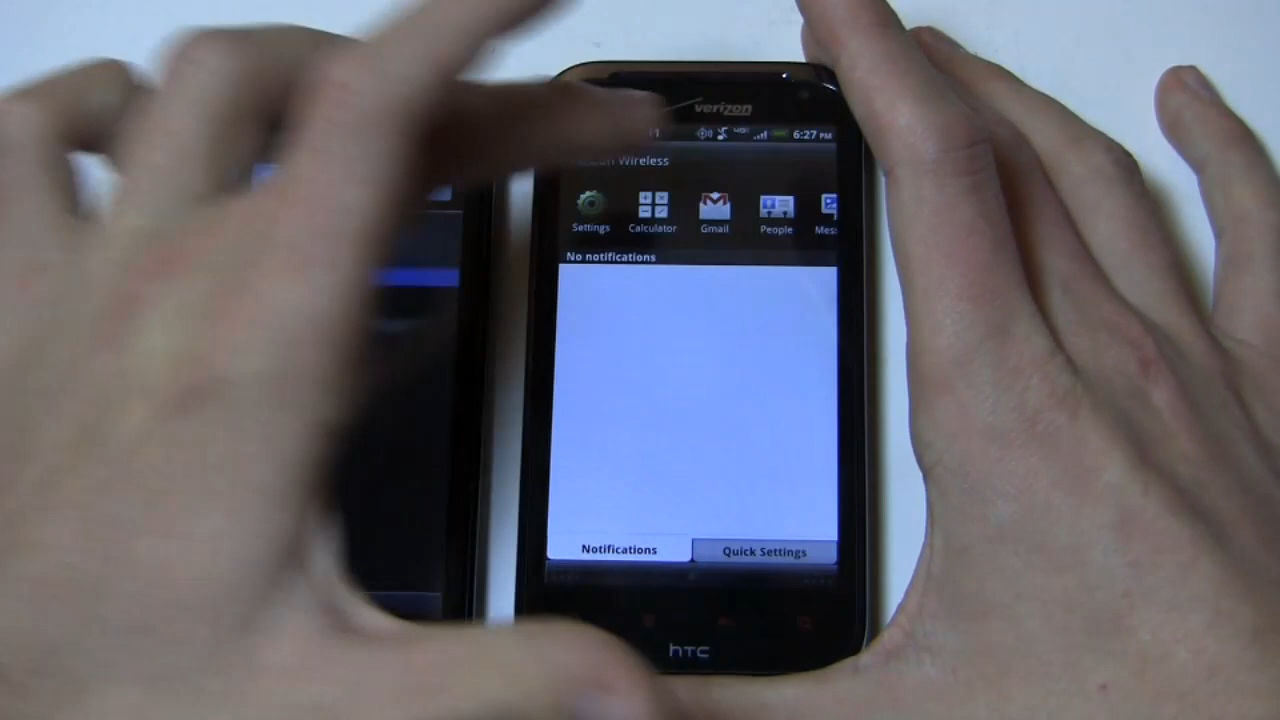 verizon
6:27 PM
Wireless
Settings
Calculator
Gmail
People
No notifications
Notifications
Quick Settings
hTC